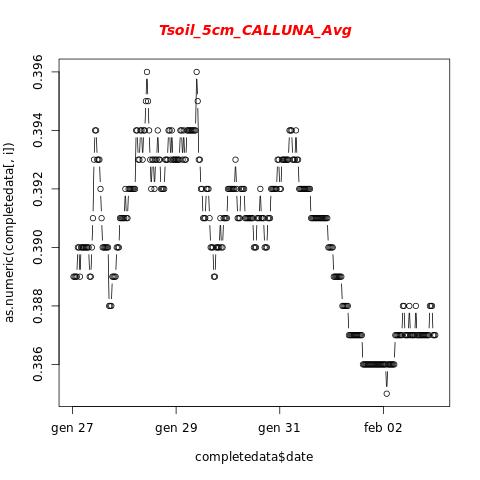 Tsoil_5cm_CALLUNA_Avg
as.numeric(completedata[, i])
0.396
0.394
0.392
0.390
0.388
0.386
gen 27
gen 29
gen 31
feb 02
completedata$date